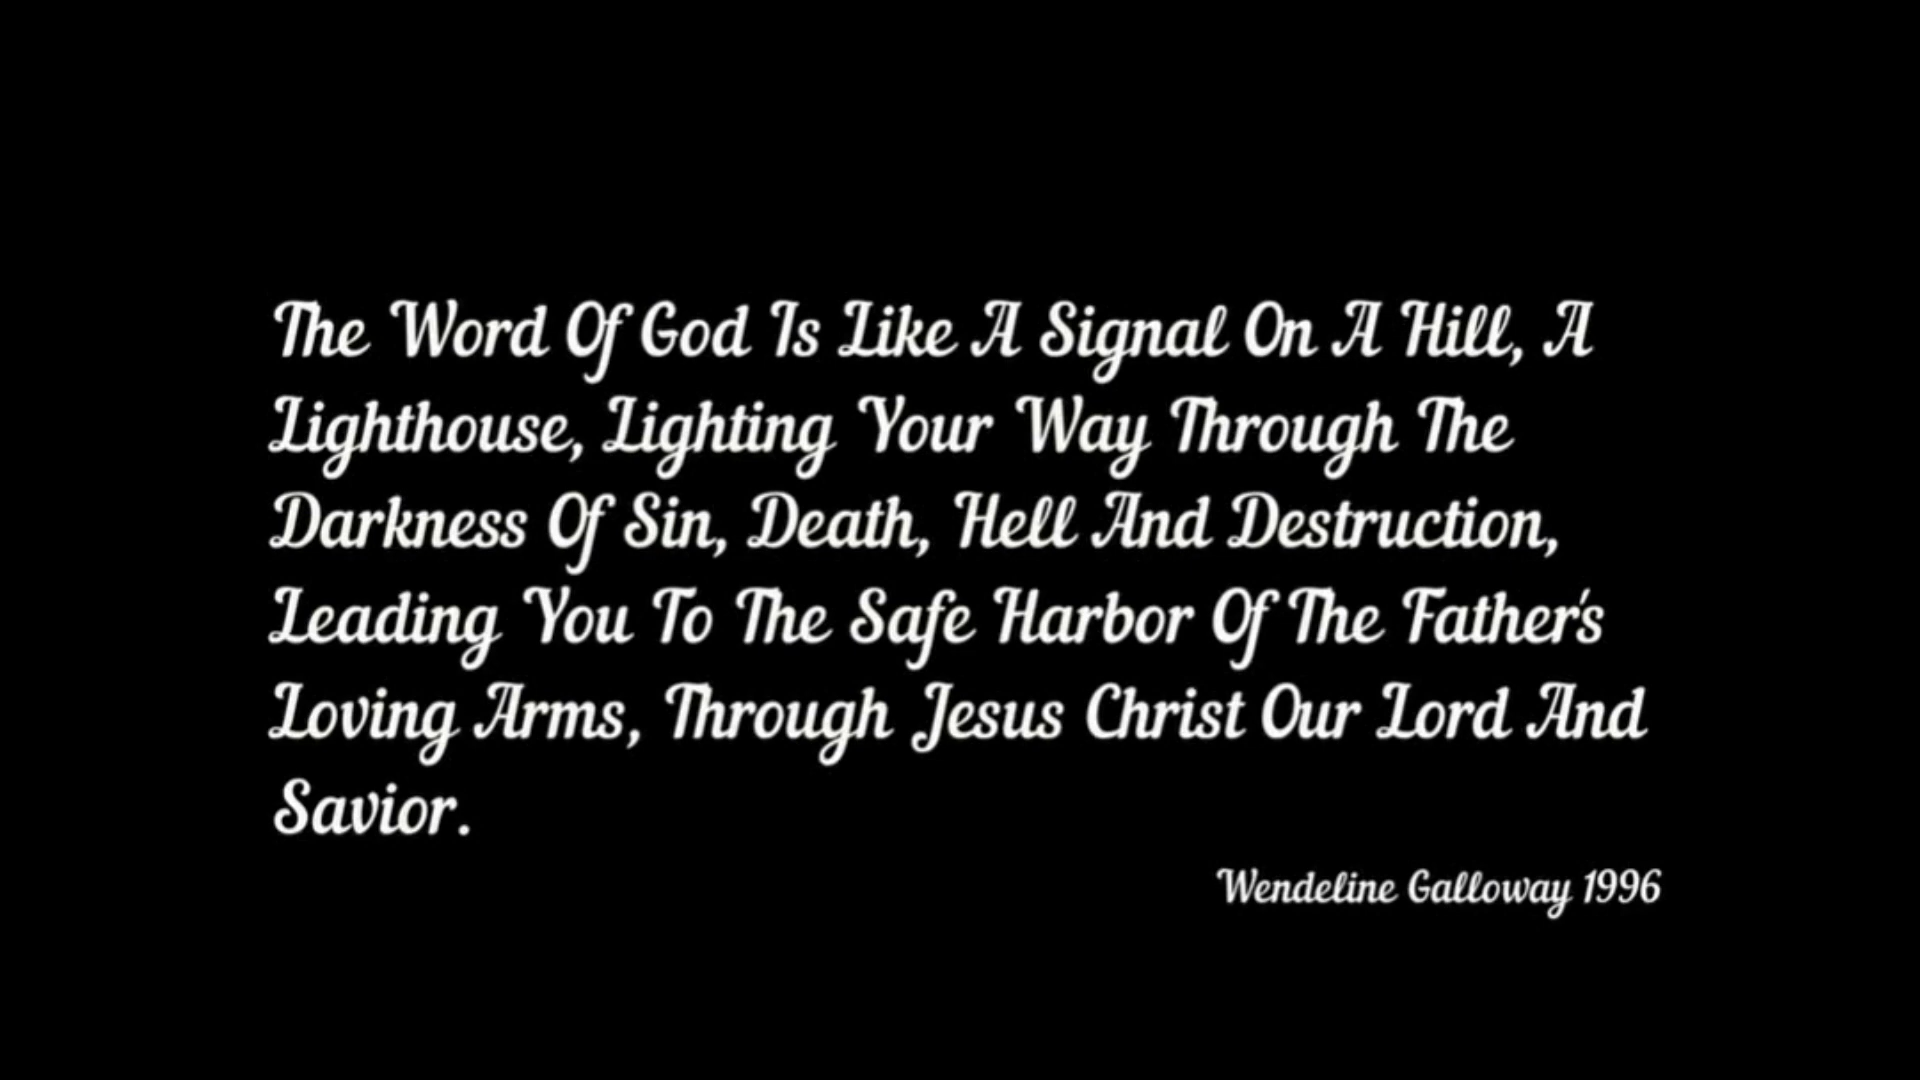 The Word Of God Is Like A Signal On A Hill, A
Lighthouse, Lighting Your Way Through The
Darkness Of Sin, Death, Hell And Destruction,
Leading You To The Safe Harbor Of The Father's
Loving Arms, Through Jesus Christ Our Lord And
Savior.
Wendeline Galloway 1996